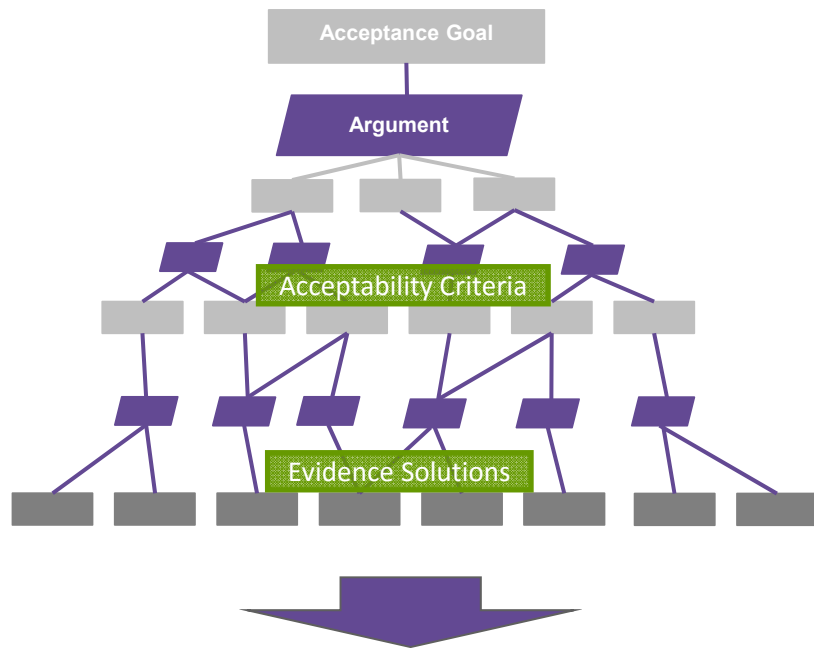 Acceptance Goal
Argument
Acceptability Criteria
Evidence Solutions